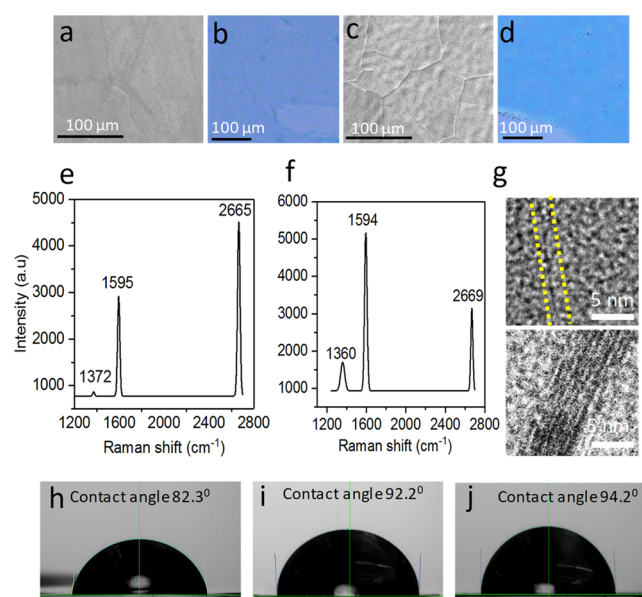 a
b
c
d
100 μm
100 μm
100 μm
100 μm
e
f
g
5000
4000
3000
2000
1000
Intensity (a.u)
1372
1595
2665
1200 1600 2000 2400 2800
Raman shift (cm⁻¹)
6000
5000
4000
3000
2000
1000
1360
1594
2669
1200 1600 2000 2400 2800
Raman shift (cm⁻¹)
5 nm
5 nm
h Contact angle 82.3⁰
i Contact angle 92.2⁰
j Contact angle 94.2⁰